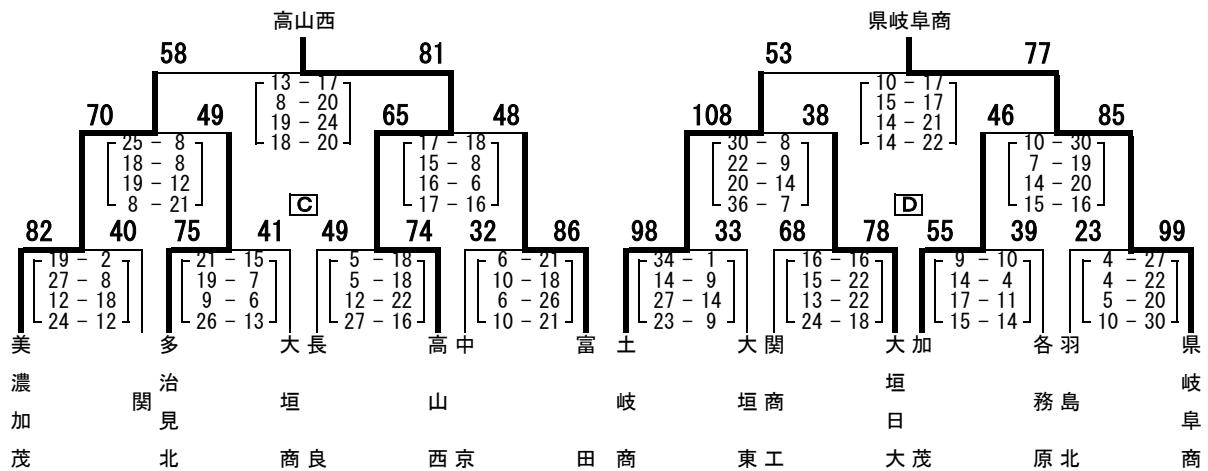 高山西 県岐阜商
58 81 53 77
13 - 17 10 - 17
8 - 20 15 - 17
19 - 24 14 - 21
18 - 20 14 - 22
70 49 65 48 108 38 46 85
25 - 8 17 - 18 30 - 8 10 - 30
18 - 8 15 - 8 22 - 9 7 - 19
19 - 12 16 - 6 20 - 14 14 - 20
8 - 21 17 - 16 36 - 7 15 - 16
C D
82 40 75 41 49 74 32 86 98 33 68 78 55 39 23 99
19 - 2 21 - 15 5 - 18 6 - 21 34 - 1 16 - 16 9 - 10 4 - 27
27 - 8 19 - 7 5 - 18 10 - 18 14 - 9 15 - 22 14 - 4 4 - 22
12 - 18 9 - 6 12 - 22 6 - 26 27 - 14 13 - 22 17 - 11 5 - 20
24 - 12 26 - 13 27 - 16 10 - 21 23 - 9 24 - 18 15 - 14 10 - 30
美濃加茂
関
多治見北
大垣商
長良
高山西
中京
富田
土岐商
大垣東
関商工
大垣日大
加茂
各務原
羽島北
県岐阜商